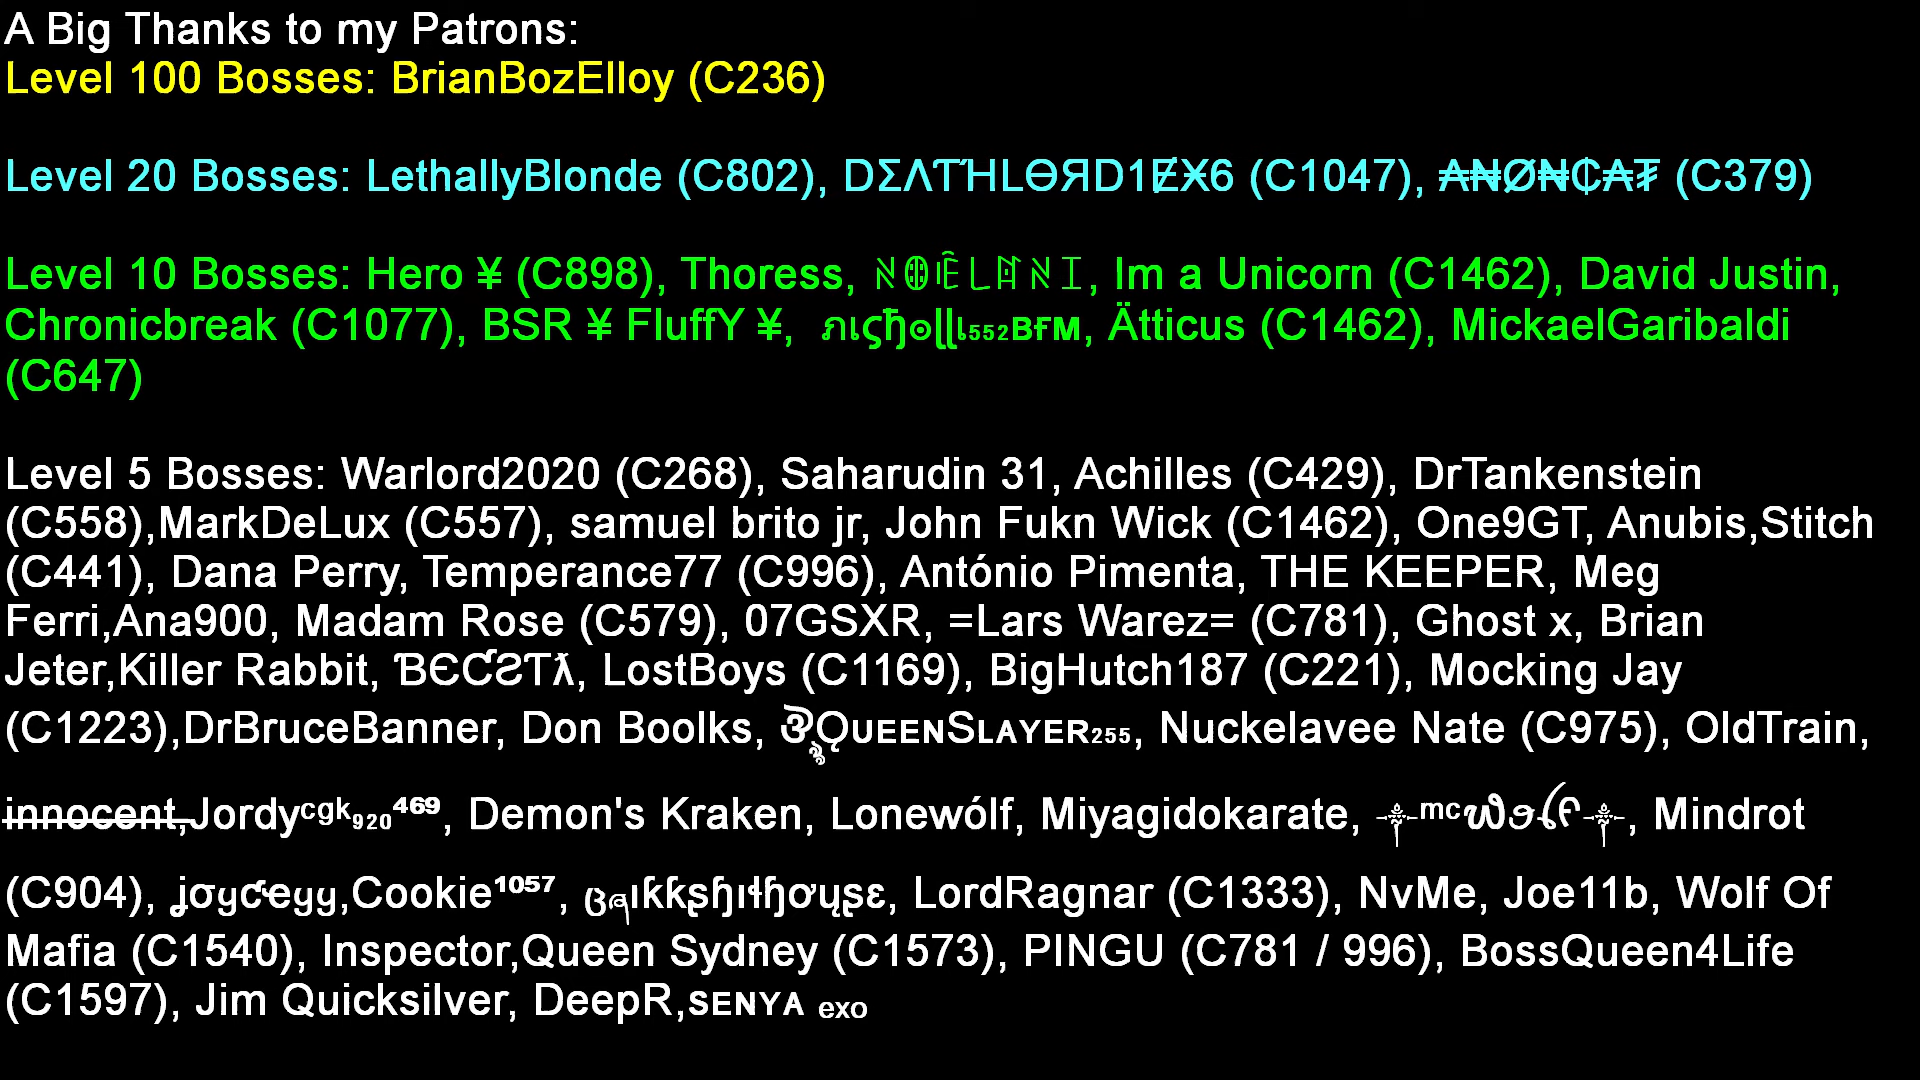 A Big Thanks to my Patrons:
Level 100 Bosses: BrianBozElloy (C236)
Level 20 Bosses: LethallyBlonde (C802), DΣΛΤΉLӨЯD1ɆӾ6 (C1047), ₳₦Ø₦₵₳₮ (C379)
Level 10 Bosses: Hero ¥ (C898), Thoress, Im a Unicorn (C1462), David Justin,
Chronicbreak (C1077), BSR ¥ FluffY ¥, Ätticus (C1462), MickaelGaribaldi
(C647)
Level 5 Bosses: Warlord2020 (C268), Saharudin 31, Achilles (C429), DrTankenstein
(C558),MarkDeLux (C557), samuel brito jr, John Fukn Wick (C1462), One9GT, Anubis,Stitch
(C441), Dana Perry, Temperance77 (C996), António Pimenta, THE KEEPER, Meg
Ferri,Ana900, Madam Rose (C579), 07GSXR, =Lars Warez= (C781), Ghost x, Brian
Jeter,Killer Rabbit, ƁЄƇƧƬƛ, LostBoys (C1169), BigHutch187 (C221), Mocking Jay
(C1223),DrBruceBanner, Don Boolks, QᴜᴇᴇɴSʟᴀʏᴇʀ₂₅₅, Nuckelavee Nate (C975), OldTrain,
i̶n̶n̶o̶c̶e̶n̶t̶,̶Jordyᶜᵍᵏ₉₂₀⁴⁶⁹, Demon's Kraken, Lonewólf, Miyagidokarate, Mindrot
(C904), ʝσყƈҽყყ,Cookie¹⁰⁵⁷, LordRagnar (C1333), NvMe, Joe11b, Wolf Of
Mafia (C1540), Inspector,Queen Sydney (C1573), PINGU (C781 / 996), BossQueen4Life
(C1597), Jim Quicksilver, DeepR,sᴇɴʏᴀ ₑₓₒ